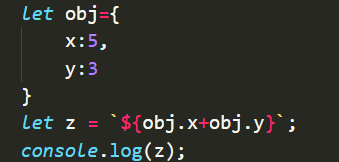 let obj={
    x:5,
    y:3
}
let z = `${obj.x+obj.y}`;
console.log(z);